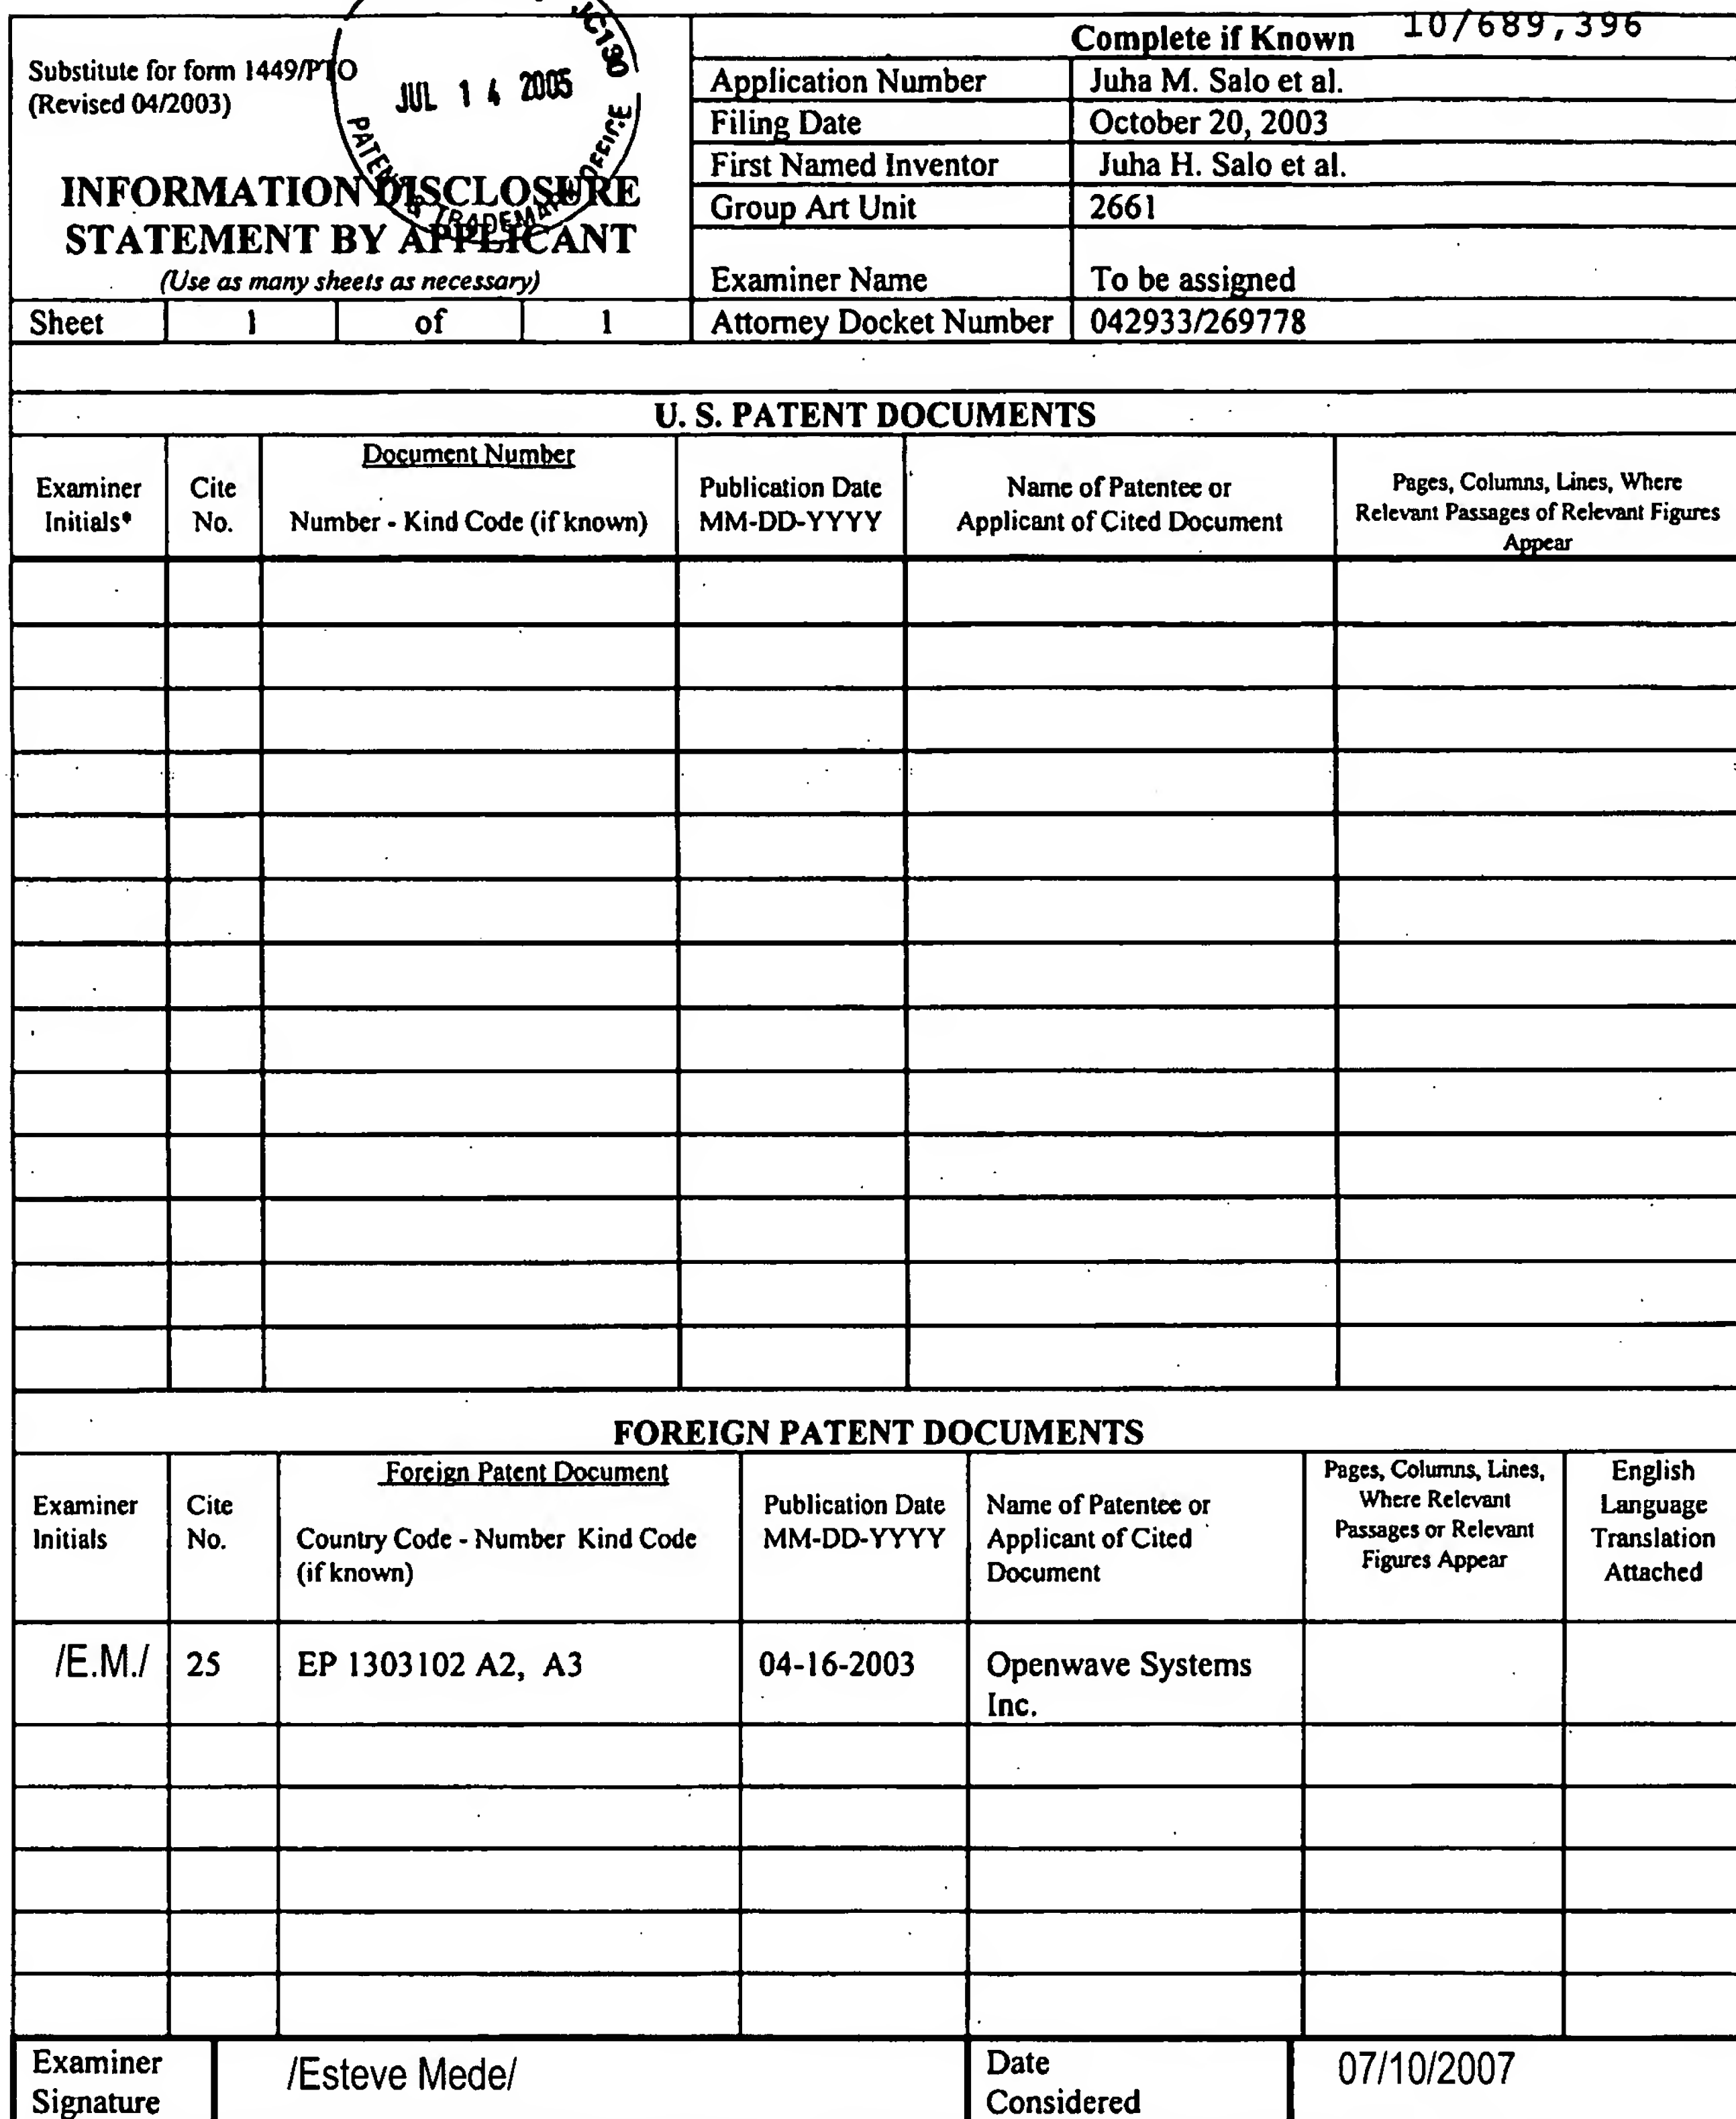 Substitute for form 1449/PTO
(Revised 04/2003)
JC130
JUL 14 2005
PATENT & TRADEMARK OFFICE
INFORMATION DISCLOSURE
STATEMENT BY APPLICANT
(Use as many sheets as necessary)
Sheet 1 of 1
Complete if Known 10/689,396
Application Number Juha M. Salo et al.
Filing Date October 20, 2003
First Named Inventor Juha H. Salo et al.
Group Art Unit 2661
Examiner Name To be assigned
Attorney Docket Number 042933/269778
U. S. PATENT DOCUMENTS
Examiner
Initials*
Cite
No.
Document Number
Number - Kind Code (if known)
Publication Date
MM-DD-YYYY
Name of Patentee or
Applicant of Cited Document
Pages, Columns, Lines, Where
Relevant Passages of Relevant Figures
Appear
FOREIGN PATENT DOCUMENTS
Examiner
Initials
Cite
No.
Foreign Patent Document
Country Code - Number Kind Code
(if known)
Publication Date
MM-DD-YYYY
Name of Patentee or
Applicant of Cited
Document
Pages, Columns, Lines,
Where Relevant
Passages or Relevant
Figures Appear
English
Language
Translation
Attached
/E.M./ 25 EP 1303102 A2, A3 04-16-2003 Openwave Systems
Inc.
Examiner
Signature
/Esteve Mede/
Date
Considered
07/10/2007